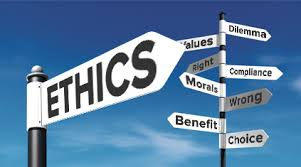 ETHICS
Dilemma
Values
Right
Compliance
Morals
Wrong
Benefit
Choice